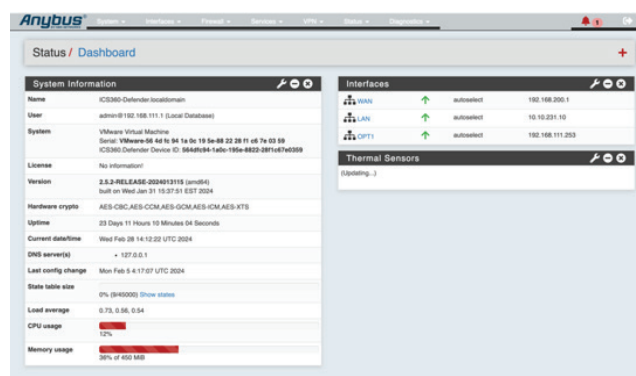 Anybus
System Interfaces Firewall Services VPN Status Diagnostics
Status / Dashboard
System Information
Name ICS360-Defender.localdomain
User admin@192.168.111.1 (Local Database)
System VMware Virtual Machine
Serial: VMware-56 4d fc 94 1a 0c 19 5e-88 22 28 f1 c6 7e 03 59
ICS360.Defender Device ID: 564dfc94-1a0c-195e-8822-28f1c67e0359
License No information!
Version 2.5.2-RELEASE-2024013115 (amd64)
built on Wed Jan 31 15:37:51 EST 2024
Hardware crypto AES-CBC,AES-CCM,AES-GCM,AES-ICM,AES-XTS
Uptime 23 Days 11 Hours 10 Minutes 04 Seconds
Current date/time Wed Feb 28 14:12:22 UTC 2024
DNS server(s) • 127.0.0.1
Last config change Mon Feb 5 4:17:07 UTC 2024
State table size
0% (9/45000) Show states
Load average 0.73, 0.56, 0.54
CPU usage
12%
Memory usage
36% of 450 MiB
Interfaces
WAN autoselect 192.168.200.1
LAN autoselect 10.10.231.10
OPT1 autoselect 192.168.111.253
Thermal Sensors
(Updating...)